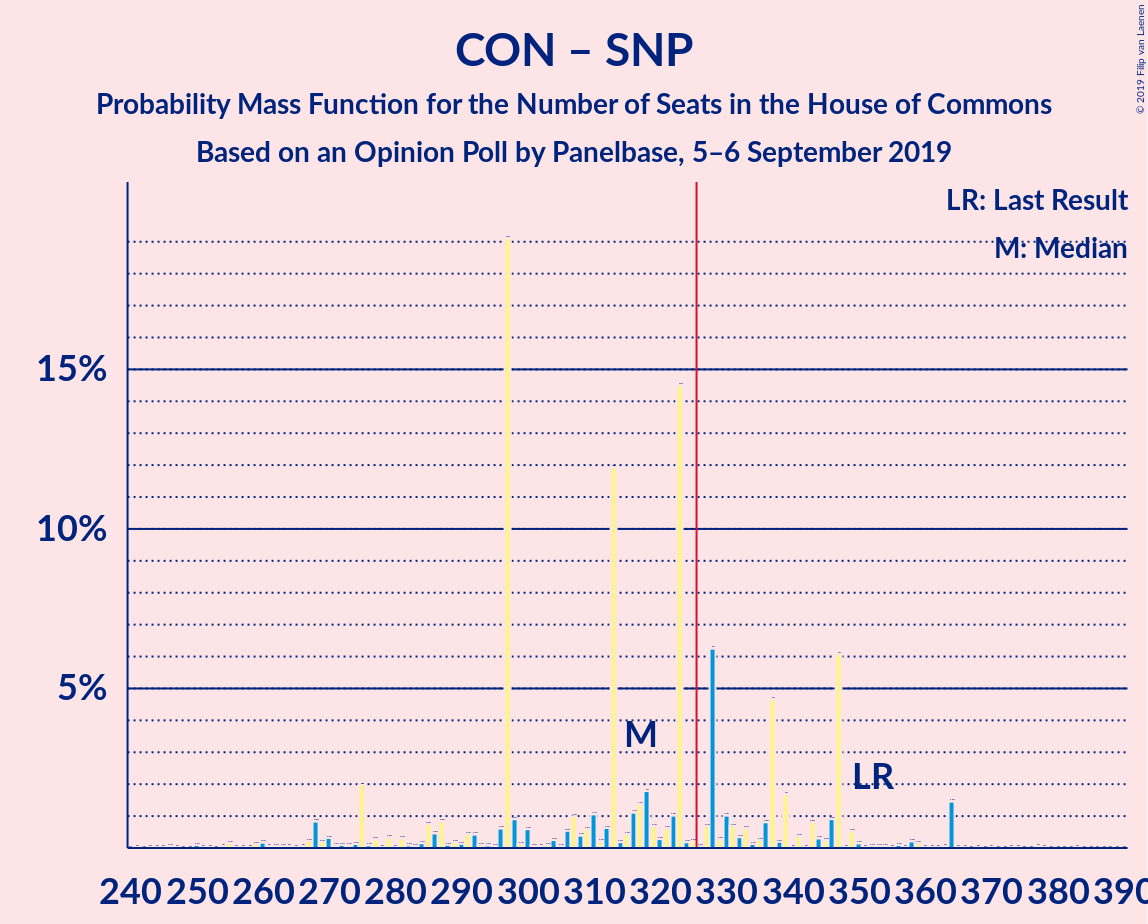 © 2019 Filip van Laenen
CON – SNP
Probability Mass Function for the Number of Seats in the House of Commons
Based on an Opinion Poll by Panelbase, 5–6 September 2019
LR: Last Result
M: Median
15%
10%
5%
M
LR
240 250 260 270 280 290 300 310 320 330 340 350 360 370 380 390